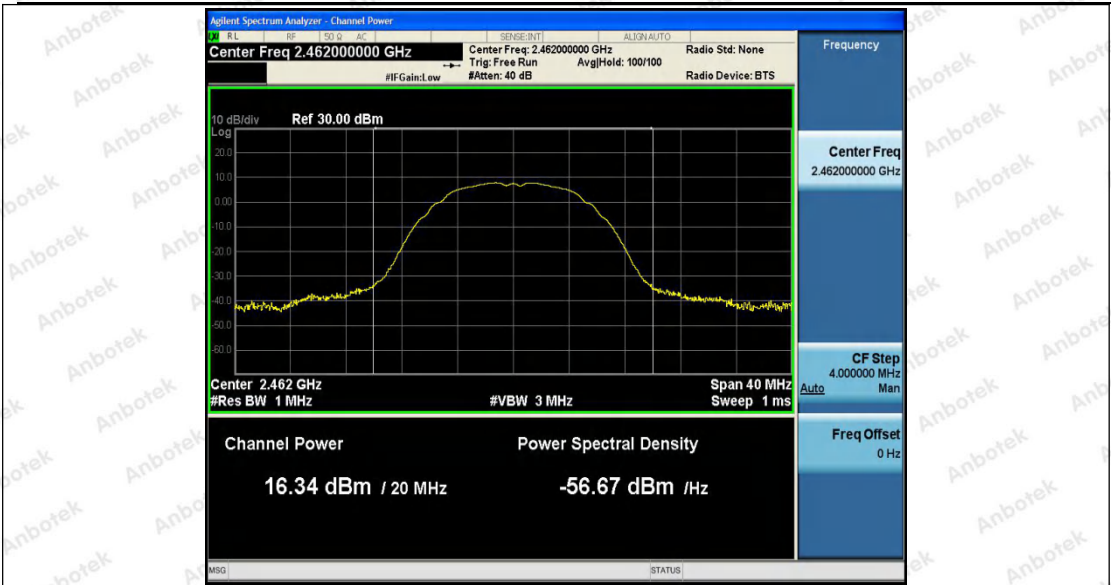 Agilent Spectrum Analyzer - Channel Power
RL RF 50 Ω AC SENSE:INT ALIGN AUTO
Center Freq 2.462000000 GHz
Center Freq: 2.462000000 GHz
Radio Std: None
Trig: Free Run Avg|Hold: 100/100
#IFGain:Low
#Atten: 40 dB
Radio Device: BTS
10 dB/div Ref 30.00 dBm
Log
20.0
10.0
0.00
-10.0
-20.0
-30.0
-40.0
-50.0
-60.0
Center 2.462 GHz Span 40 MHz
#Res BW 1 MHz #VBW 3 MHz Sweep 1 ms
Channel Power
Power Spectral Density
16.34 dBm / 20 MHz
-56.67 dBm /Hz
MSG STATUS
Frequency
Center Freq
2.462000000 GHz
CF Step
4.000000 MHz
Auto Man
Freq Offset
0 Hz
Anbotek